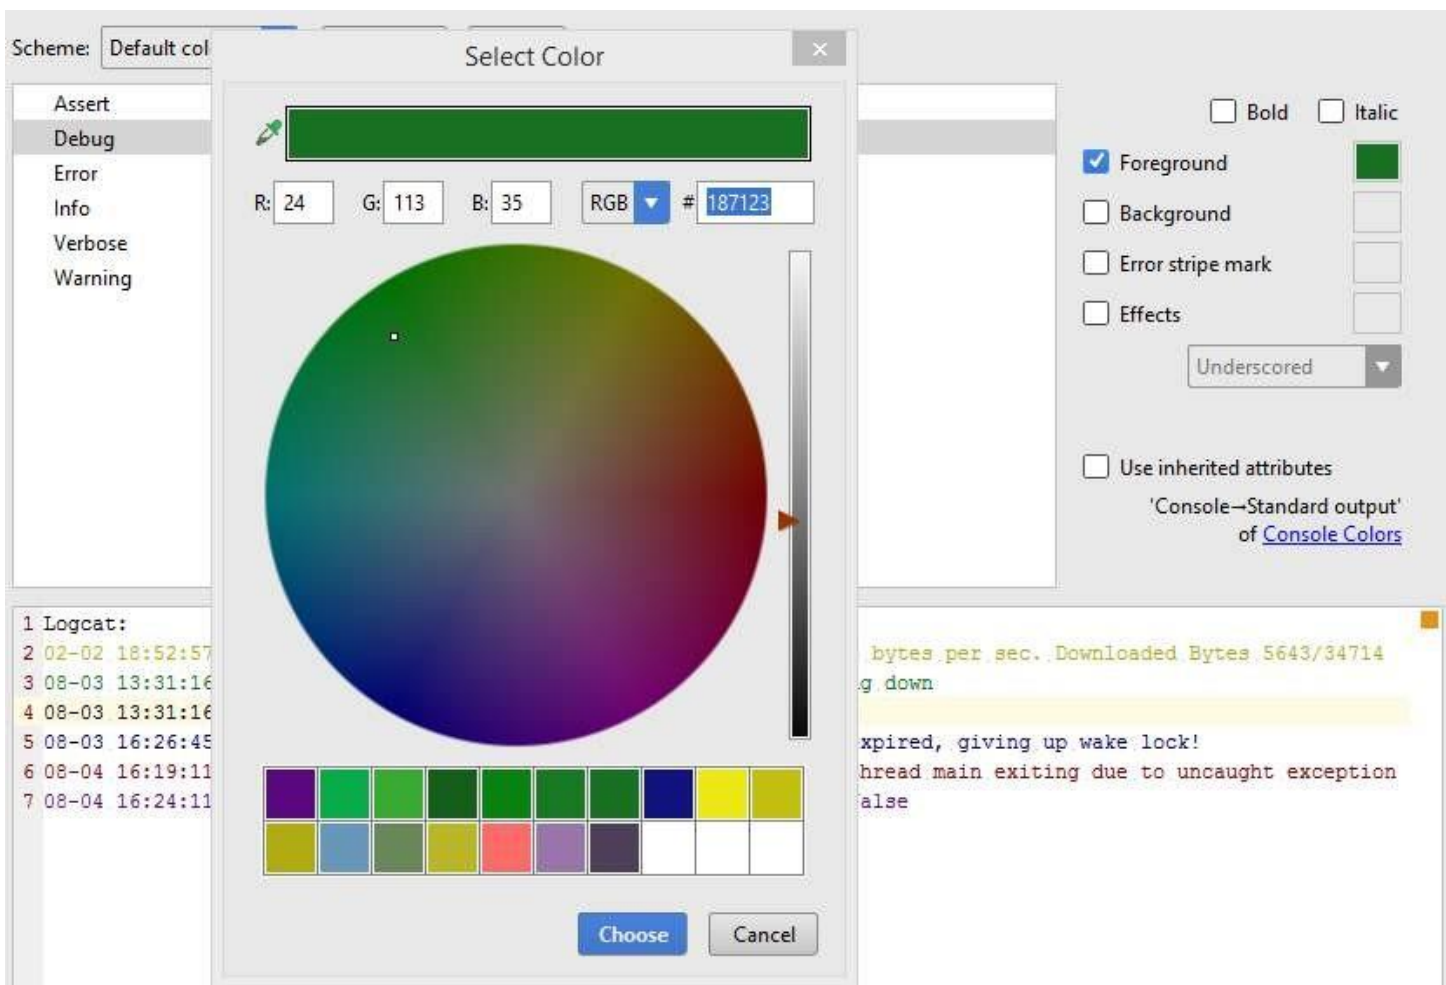 Scheme: Default col
Select Color
Assert
Debug
Error
Info
Verbose
Warning
R: 24 G: 113 B: 35 RGB # 187123
Bold Italic
Foreground
Background
Error stripe mark
Effects
Underscored
Use inherited attributes
'Console→Standard output'
of Console Colors
1 Logcat:
2 02-02 18:52:57 bytes per sec. Downloaded Bytes 5643/34714
3 08-03 13:31:16 g down
4 08-03 13:31:16
5 08-03 16:26:45 xpired, giving up wake lock!
6 08-04 16:19:11 hread main exiting due to uncaught exception
7 08-04 16:24:11 alse
Choose Cancel